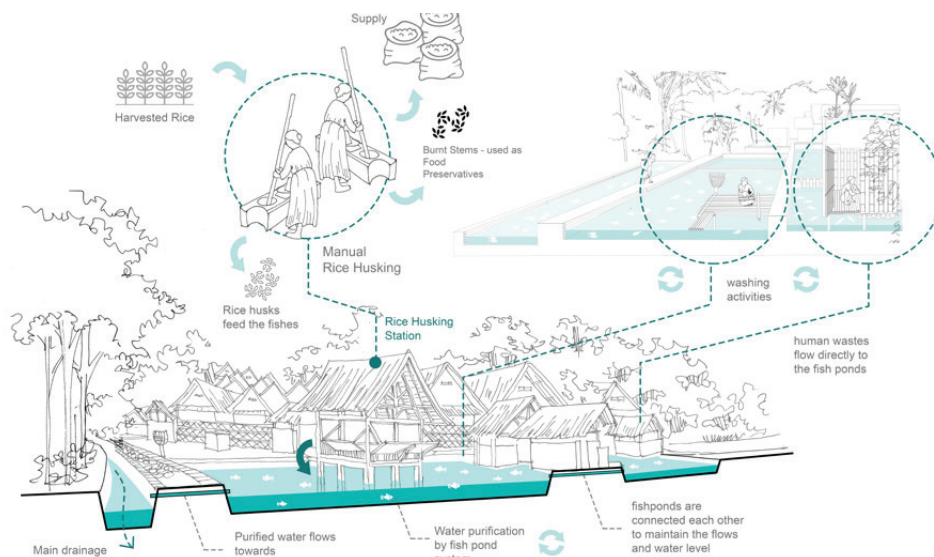 Supply
Harvested Rice
Burnt Stems - used as
Food
Preservatives
Manual
Rice Husking
Rice husks
feed the fishes
Rice Husking
Station
washing
activities
human wastes
flow directly to
the fish ponds
Main drainage
Purified water flows
towards
Water purification
by fish pond
fishponds are
connected each other
to maintain the flows
and water level